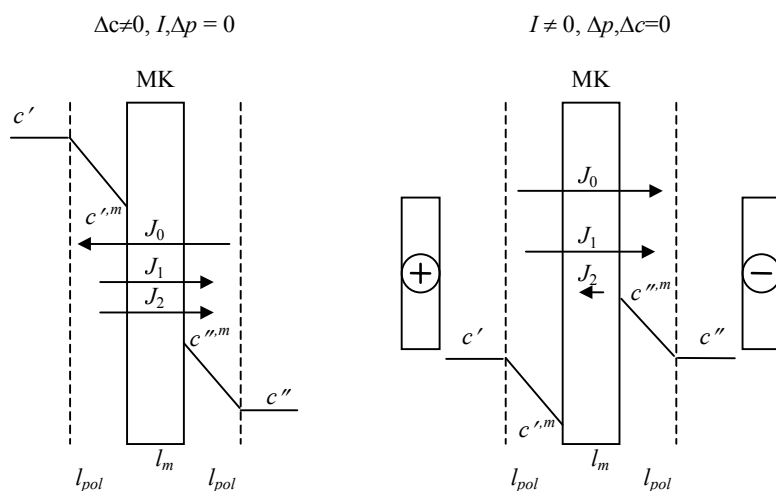 Δc≠0, I,Δp = 0
MK
c′
c′,m
J0
J1
J2
c″,m
c″
lm
lpol
lpol
I ≠ 0, Δp,Δc=0
MK
J0
J1
J2
+
−
c″,m
c′
c″
c′,m
lm
lpol
lpol